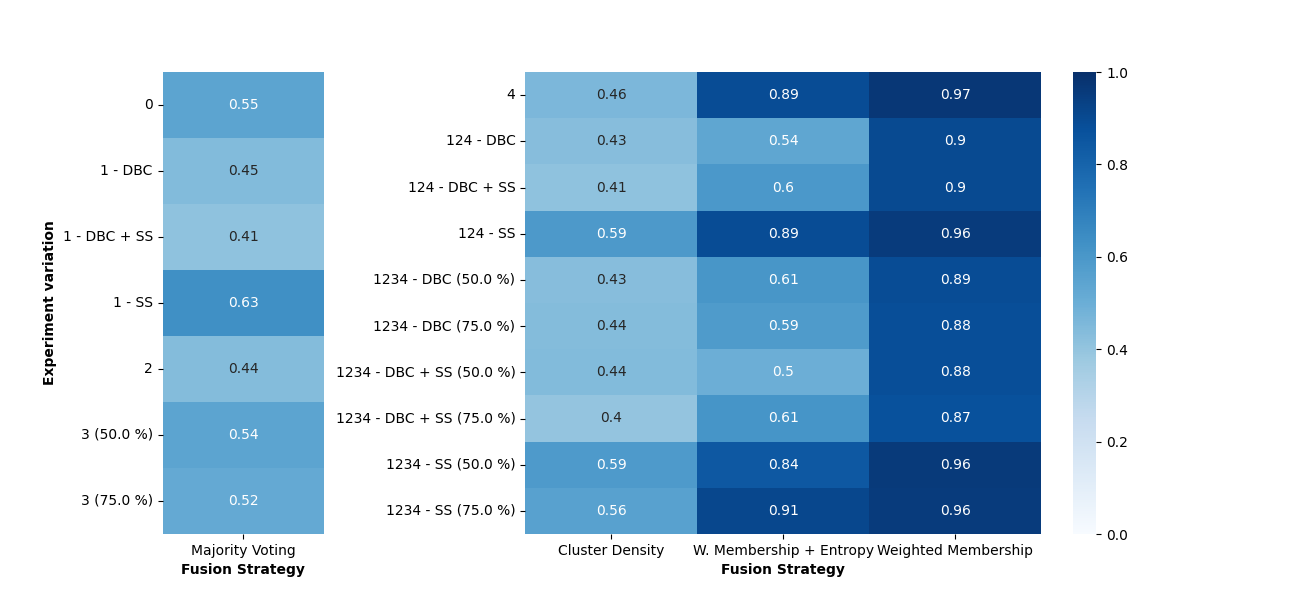 Experiment variation
0 0.55
1 - DBC 0.45
1 - DBC + SS 0.41
1 - SS 0.63
2 0.44
3 (50.0 %) 0.54
3 (75.0 %) 0.52
Majority Voting
Fusion Strategy
4 0.46 0.89 0.97
124 - DBC 0.43 0.54 0.9
124 - DBC + SS 0.41 0.6 0.9
124 - SS 0.59 0.89 0.96
1234 - DBC (50.0 %) 0.43 0.61 0.89
1234 - DBC (75.0 %) 0.44 0.59 0.88
1234 - DBC + SS (50.0 %) 0.44 0.5 0.88
1234 - DBC + SS (75.0 %) 0.4 0.61 0.87
1234 - SS (50.0 %) 0.59 0.84 0.96
1234 - SS (75.0 %) 0.56 0.91 0.96
Cluster Density W. Membership + Entropy Weighted Membership
Fusion Strategy
1.0
0.8
0.6
0.4
0.2
0.0